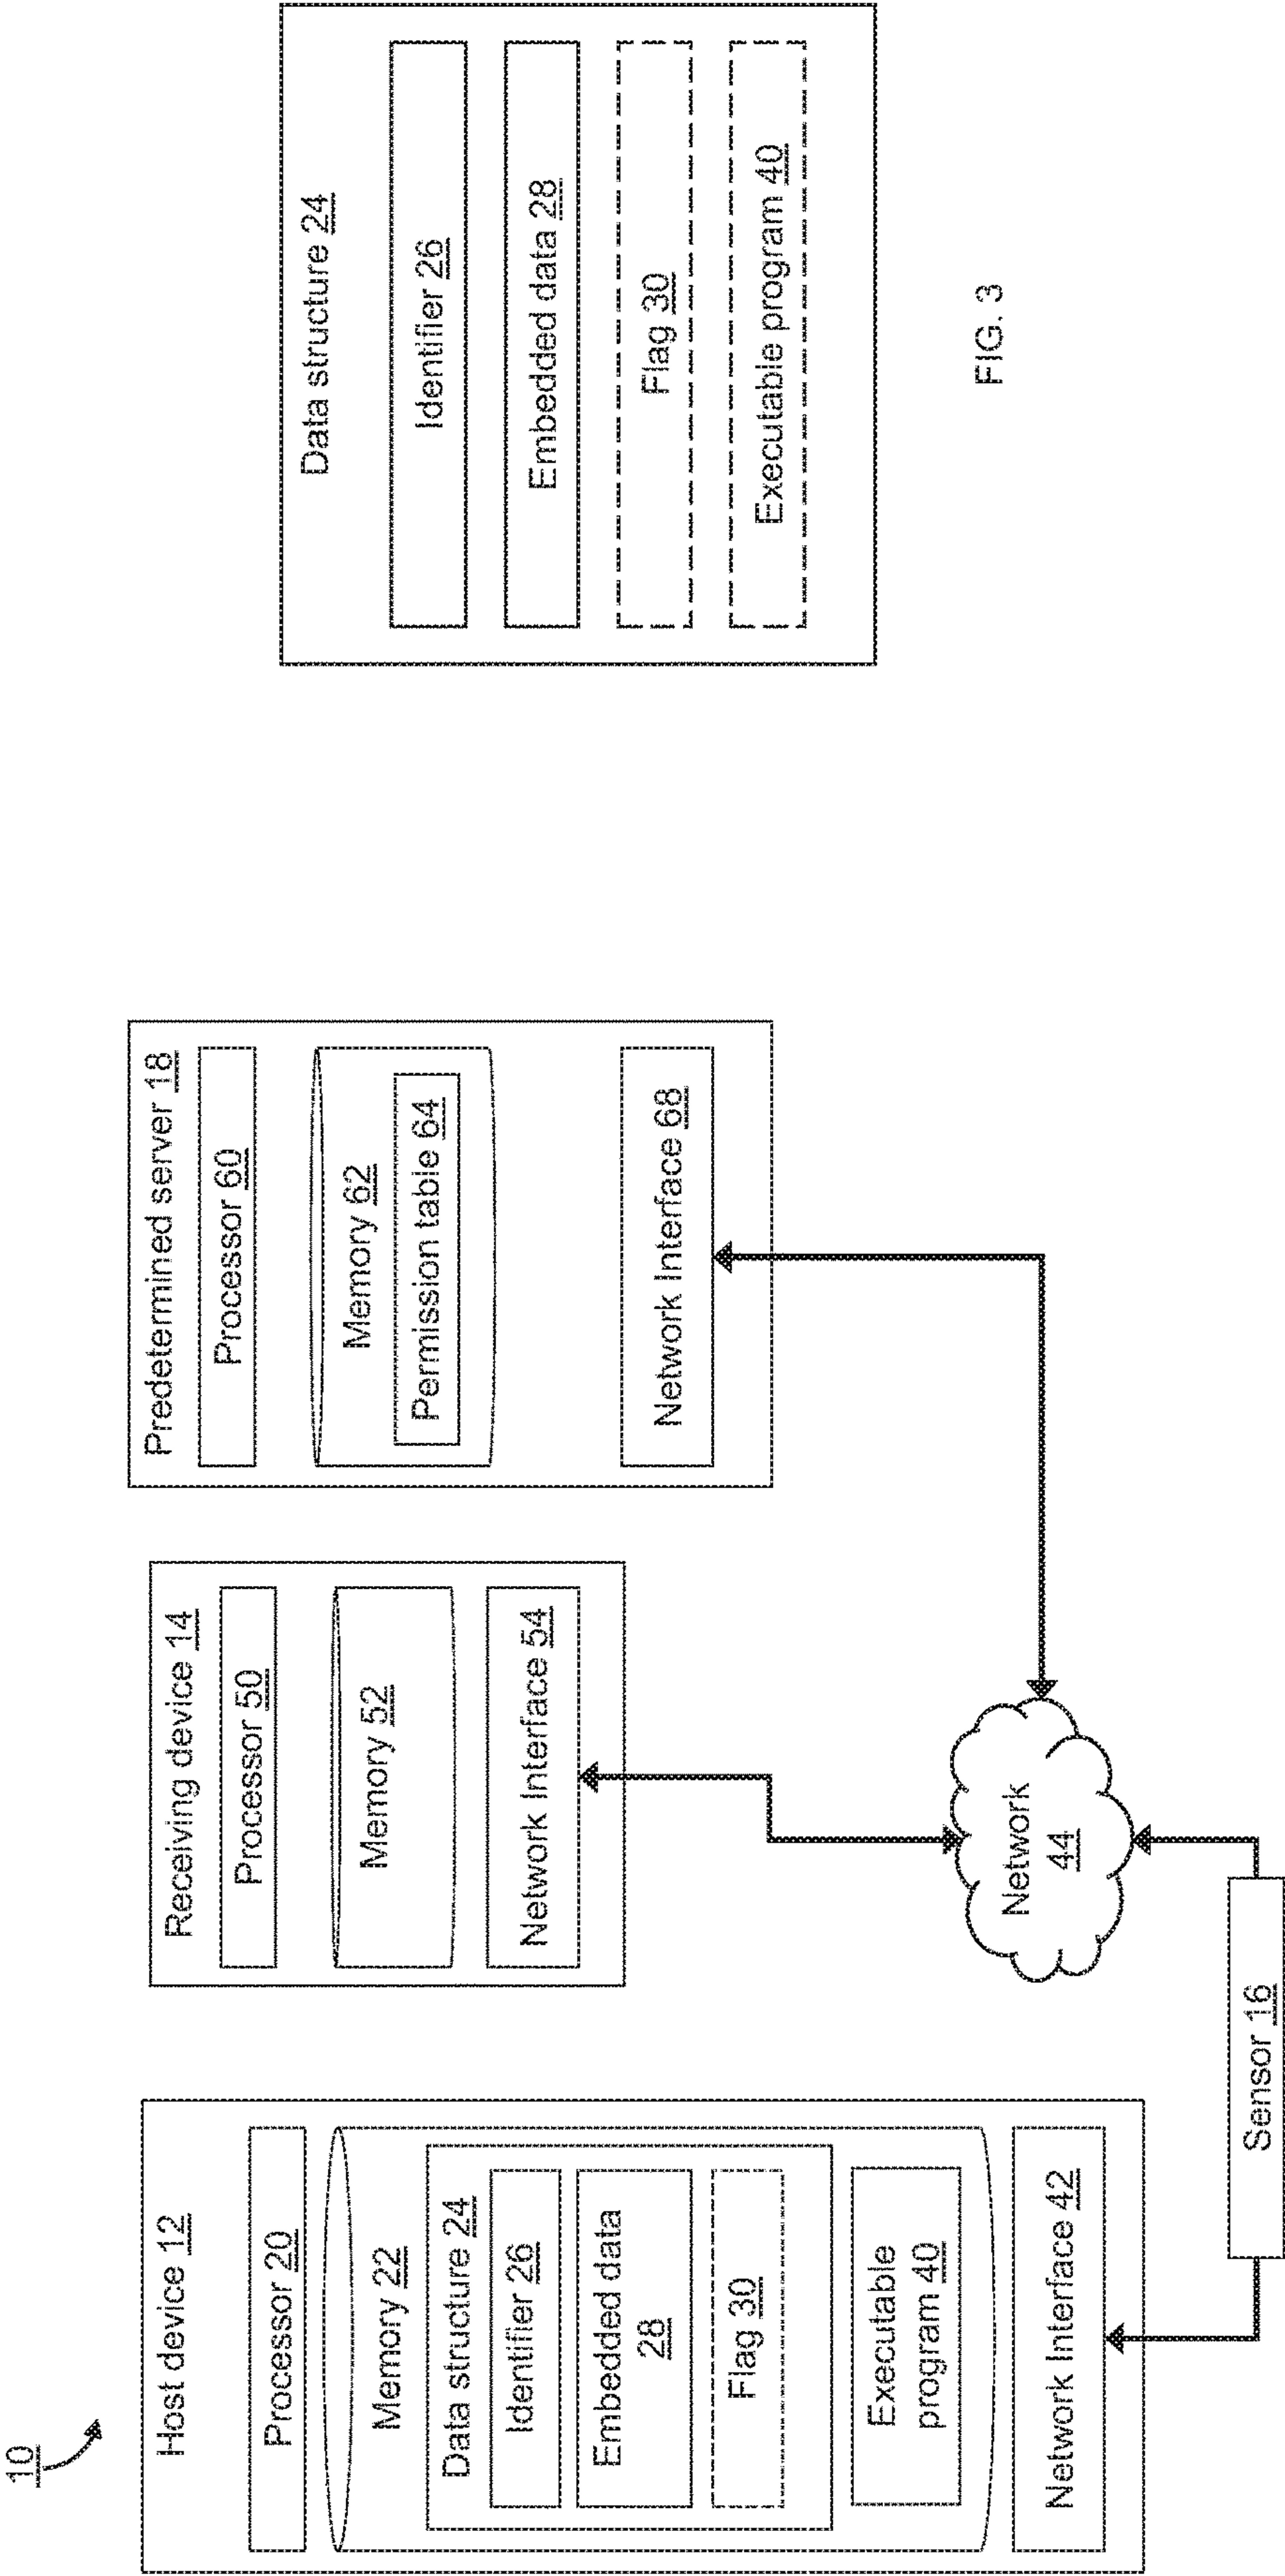 10
Host device 12
Processor 20
Memory 22
Data structure 24
Identifier 26
Embedded data
28
Flag 30
Executable
program 40
Network Interface 42
Sensor 16
Receiving device 14
Processor 50
Memory 52
Network Interface 54
Network
44
Predetermined server 18
Processor 60
Memory 62
Permission table 64
Network Interface 68
Data structure 24
Identifier 26
Embedded data 28
Flag 30
Executable program 40
FIG. 3